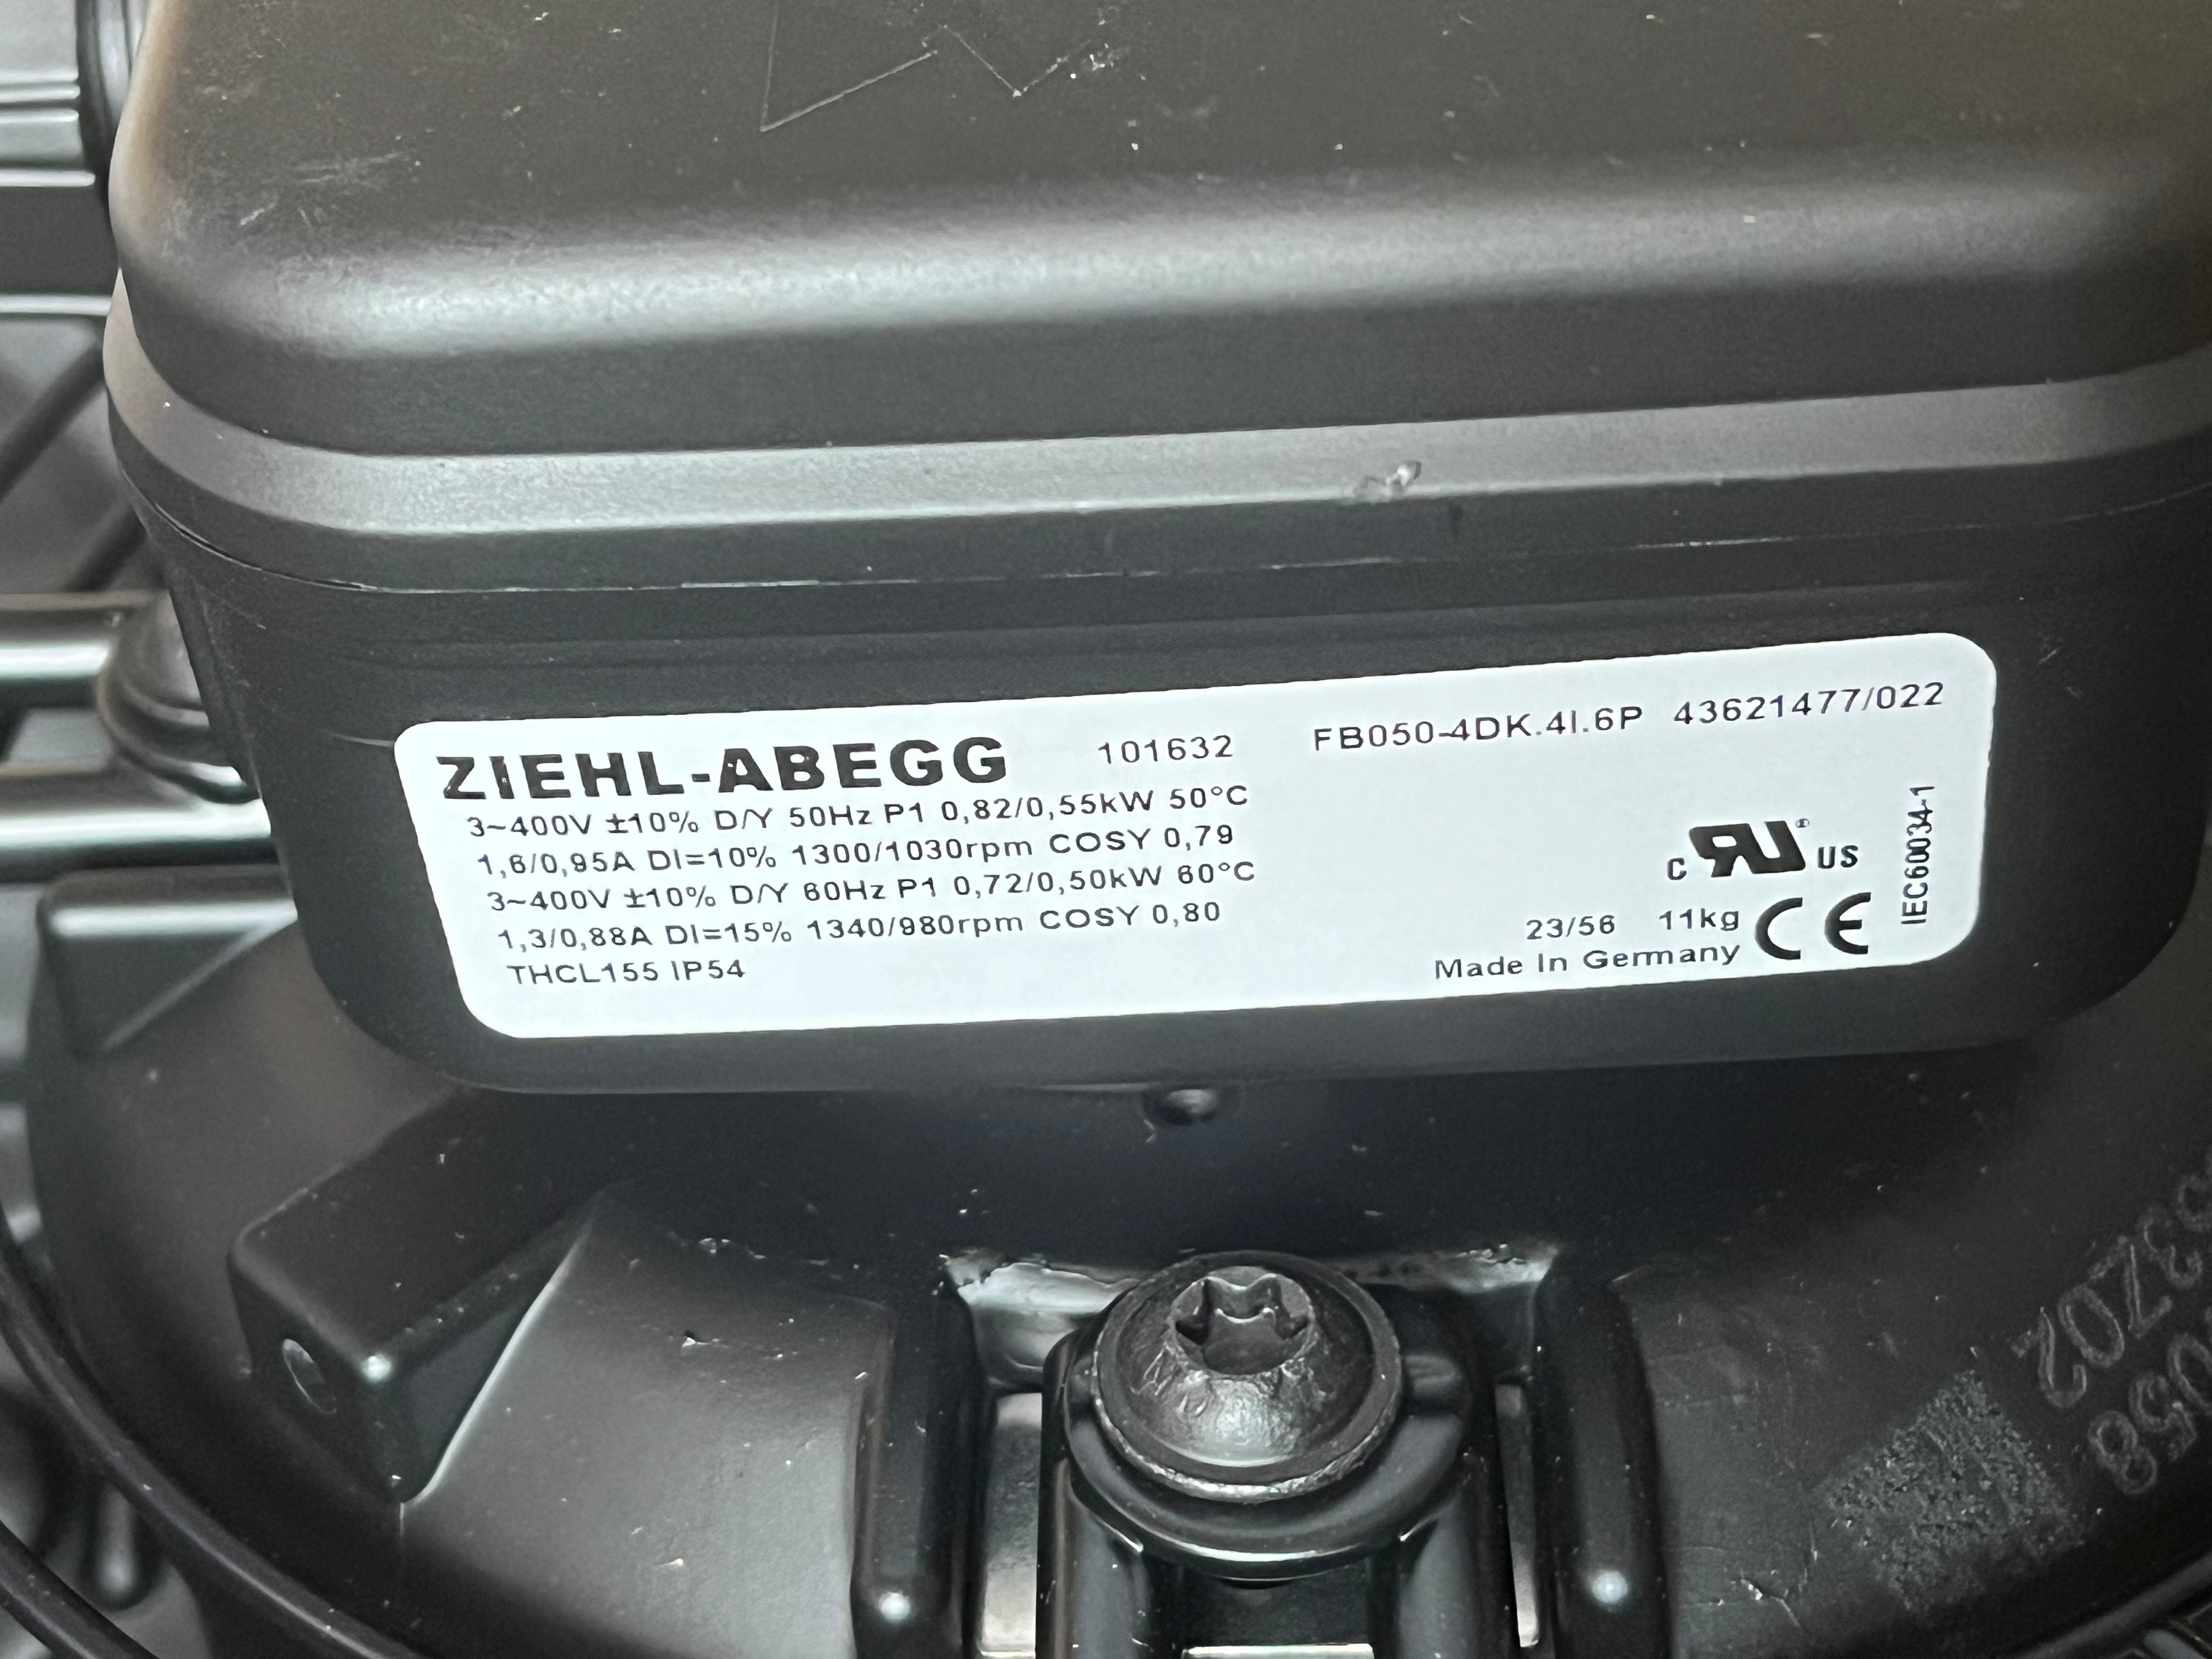 ZIEHL-ABEGG 101632 FB050-4DK.4I.6P 43621477/022
3~400V ±10% D/Y 50Hz P1 0,82/0,55kW 50°C
1,6/0,95A DI=10% 1300/1030rpm COSY 0,79
3~400V ±10% D/Y 60Hz P1 0,72/0,50kW 60°C
1,3/0,88A DI=15% 1340/980rpm COSY 0,80
THCL155 IP54
c RU ® US
23/56 11kg CE
Made In Germany
IEC60034-1